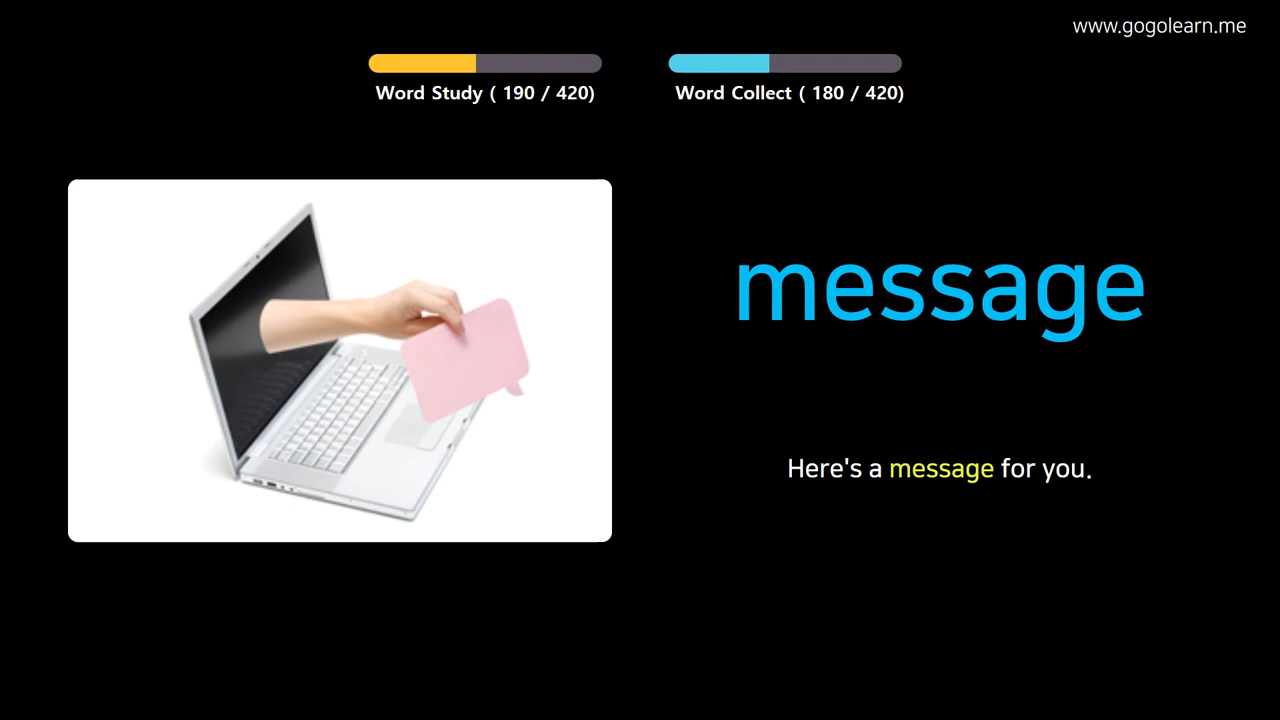 www.gogolearn.me
Word Study ( 190 / 420)
Word Collect ( 180 / 420)
message
Here's a message for you.